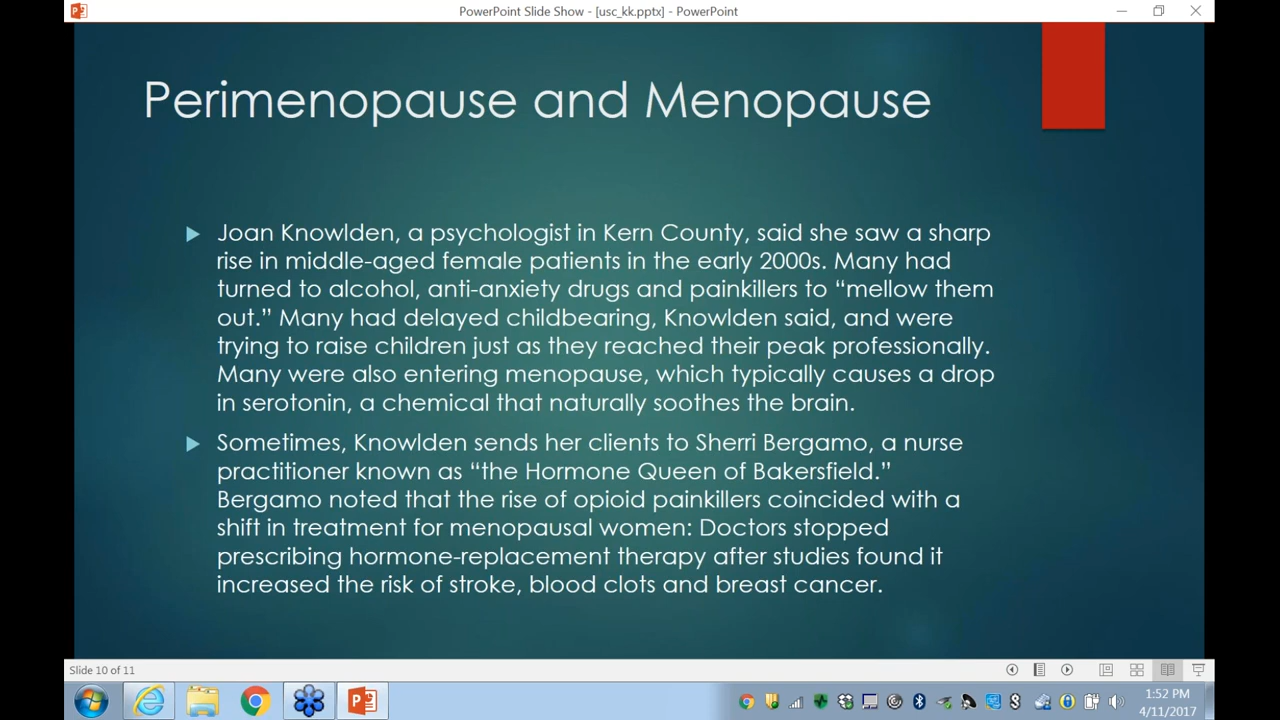 PowerPoint Slide Show - [usc_kk.pptx] - PowerPoint
Perimenopause and Menopause
Joan Knowlden, a psychologist in Kern County, said she saw a sharp
rise in middle-aged female patients in the early 2000s. Many had
turned to alcohol, anti-anxiety drugs and painkillers to “mellow them
out.” Many had delayed childbearing, Knowlden said, and were
trying to raise children just as they reached their peak professionally.
Many were also entering menopause, which typically causes a drop
in serotonin, a chemical that naturally soothes the brain.
Sometimes, Knowlden sends her clients to Sherri Bergamo, a nurse
practitioner known as “the Hormone Queen of Bakersfield.”
Bergamo noted that the rise of opioid painkillers coincided with a
shift in treatment for menopausal women: Doctors stopped
prescribing hormone-replacement therapy after studies found it
increased the risk of stroke, blood clots and breast cancer.
Slide 10 of 11
1:52 PM
4/11/2017